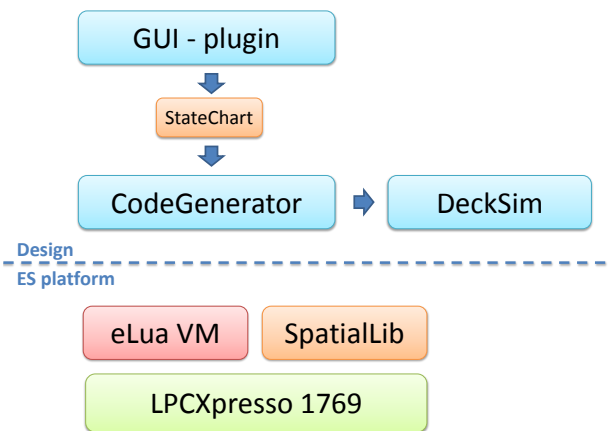 GUI - plugin
StateChart
CodeGenerator
DeckSim
Design
ES platform
eLua VM
SpatialLib
LPCXpresso 1769